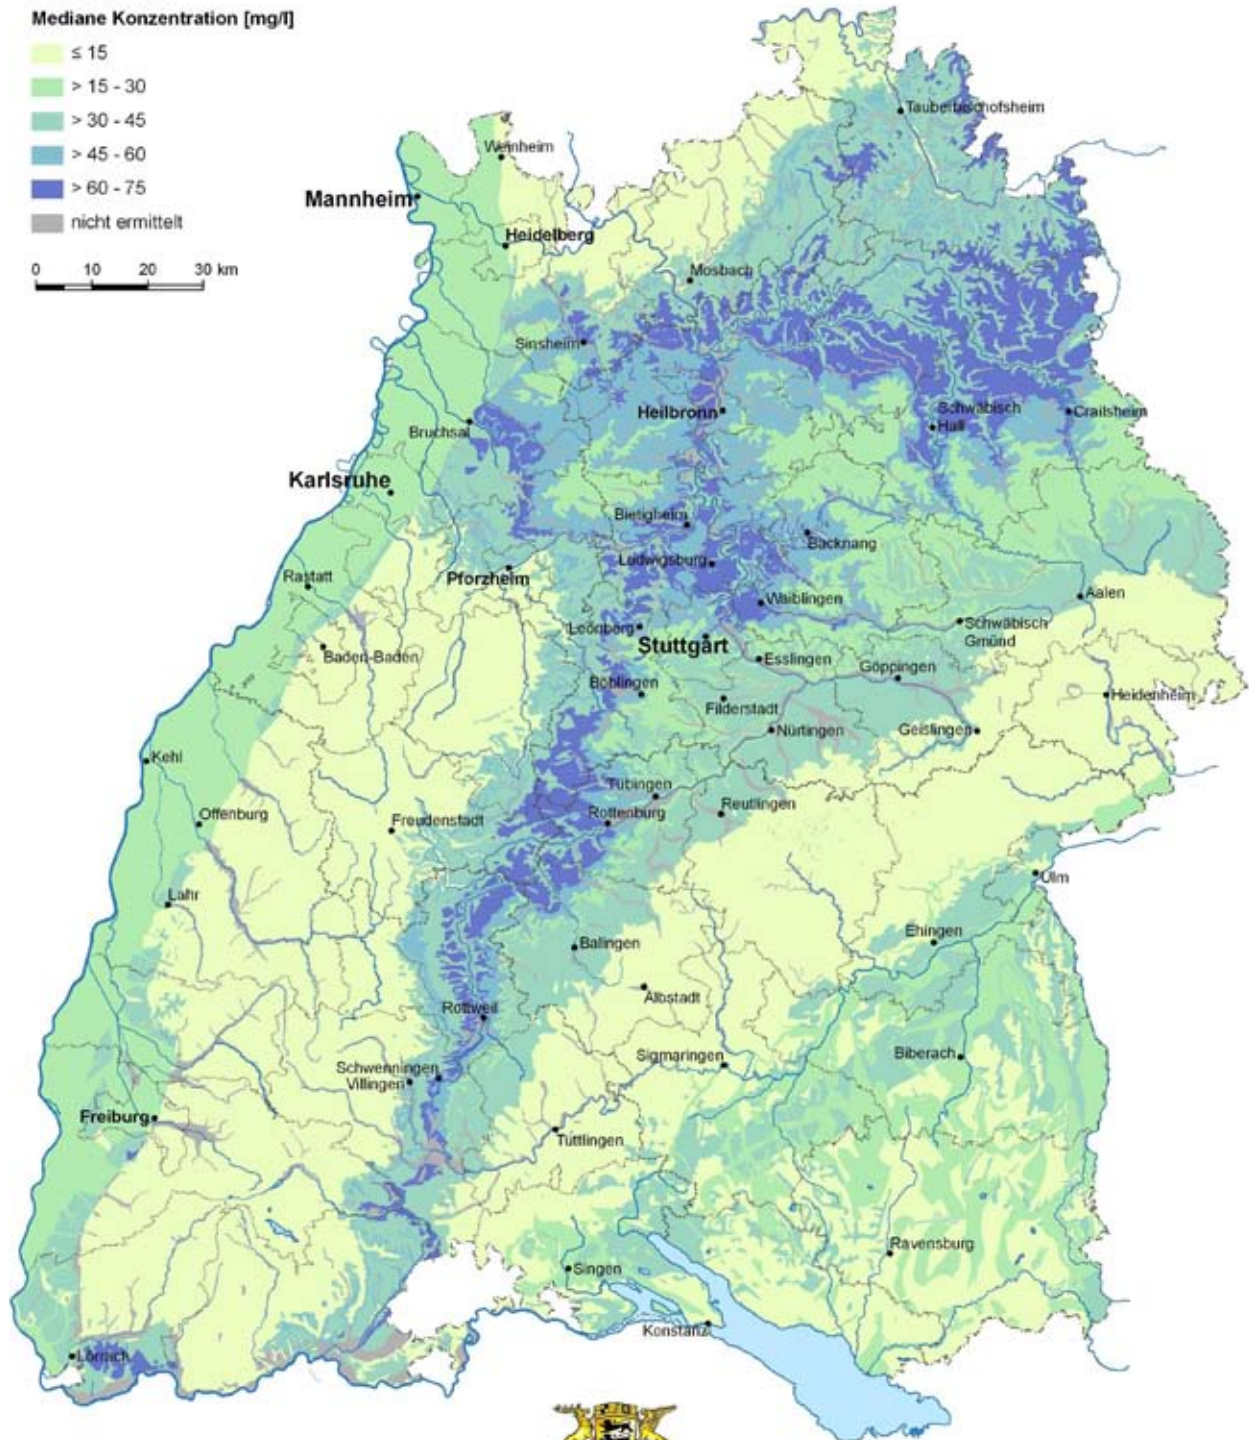 Mediane Konzentration [mg/l]
≤ 15
> 15 - 30
> 30 - 45
> 45 - 60
> 60 - 75
nicht ermittelt
0 10 20 30 km
Tauberbischofsheim
Weinheim
Mannheim
Heidelberg
Mosbach
Sinsheim
Heilbronn
Schwäbisch
Hall
Crailsheim
Bruchsal
Karlsruhe
Bietigheim
Backnang
Ludwigsburg
Pforzheim
Rastatt
Waiblingen
Aalen
Leonberg
Schwäbisch
Gmünd
Stuttgart
Baden-Baden
Esslingen
Göppingen
Böblingen
Heidenheim
Filderstadt
Nürtingen
Geislingen
Kehl
Tübingen
Reutlingen
Rottenburg
Offenburg
Freudenstadt
Ulm
Lahr
Ehingen
Balingen
Albstadt
Rottweil
Sigmaringen
Biberach
Schwenningen
Villingen
Freiburg
Tuttlingen
Ravensburg
Singen
Konstanz
Lörrach